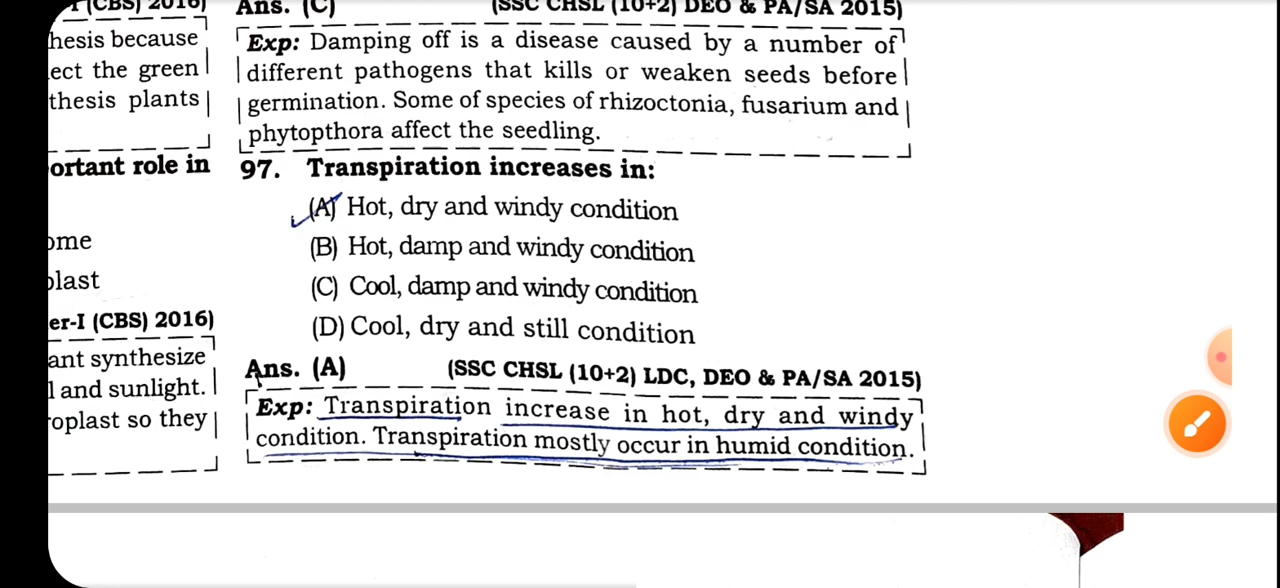 (CBS) 2016)
hesis because
ect the green
thesis plants
ortant role in
ome
plast
er-I (CBS) 2016)
ant synthesize
l and sunlight.
roplast so they
Ans. (C) (SSC CHSL (10+2) DEO & PA/SA 2015)
Exp: Damping off is a disease caused by a number of
different pathogens that kills or weaken seeds before
germination. Some of species of rhizoctonia, fusarium and
phytopthora affect the seedling.
97. Transpiration increases in:
(A) Hot, dry and windy condition
(B) Hot, damp and windy condition
(C) Cool, damp and windy condition
(D) Cool, dry and still condition
Ans. (A) (SSC CHSL (10+2) LDC, DEO & PA/SA 2015)
Exp: Transpiration increase in hot, dry and windy
condition. Transpiration mostly occur in humid condition.